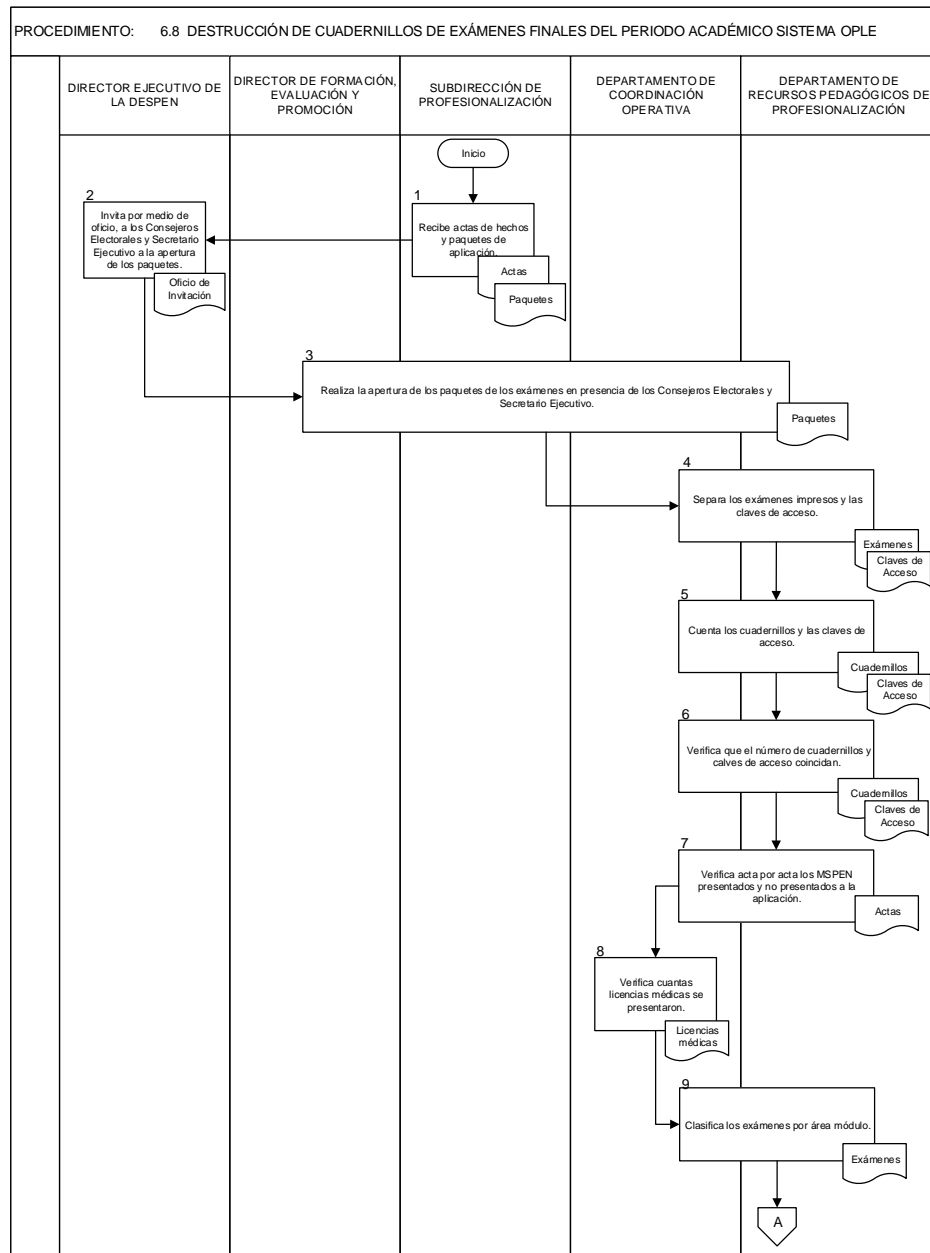 PROCEDIMIENTO: 6.8 DESTRUCCIÓN DE CUADERNILLOS DE EXÁMENES FINALES DEL PERIODO ACADÉMICO SISTEMA OPLE
DIRECTOR EJECUTIVO DE
LA DESPEN
DIRECTOR DE FORMACIÓN,
EVALUACIÓN Y
PROMOCIÓN
SUBDIRECCIÓN DE
PROFESIONALIZACIÓN
DEPARTAMENTO DE
COORDINACIÓN
OPERATIVA
DEPARTAMENTO DE
RECURSOS PEDAGÓGICOS DE
PROFESIONALIZACIÓN
Inicio
1
Recibe actas de hechos
y paquetes de
aplicación.
Actas
Paquetes
2
Invita por medio de
oficio, a los Consejeros
Electorales y Secretario
Ejecutivo a la apertura
de los paquetes.
Oficio de
Invitación
3
Realiza la apertura de los paquetes de los exámenes en presencia de los Consejeros Electorales y
Secretario Ejecutivo.
Paquetes
4
Separa los exámenes impresos y las
claves de acceso.
Exámenes
Claves de
Acceso
5
Cuenta los cuadernillos y las claves de
acceso.
Cuadernillos
Claves de
Acceso
6
Verifica que el número de cuadernillos y
calves de acceso coincidan.
Cuadernillos
Claves de
Acceso
7
Verifica acta por acta los MSPEN
presentados y no presentados a la
aplicación.
Actas
8
Verifica cuantas
licencias médicas se
presentaron.
Licencias
médicas
9
Clasifica los exámenes por área módulo.
Exámenes
A